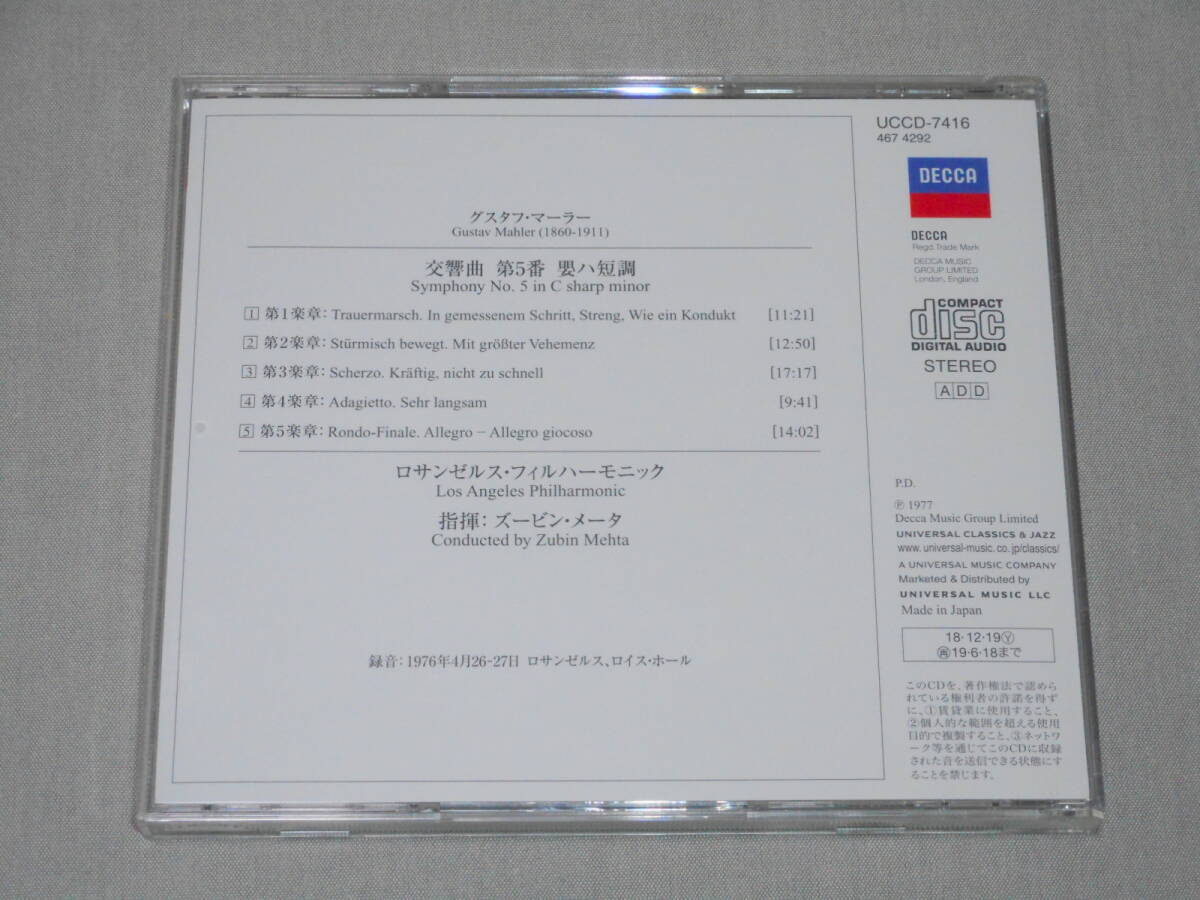 グスタフ・マーラー
Gustav Mahler (1860-1911)
交響曲 第5番 嬰ハ短調
Symphony No. 5 in C sharp minor
1 第1楽章: Trauermarsch. In gemessenem Schritt, Streng, Wie ein Kondukt [11:21]
2 第2楽章: Stürmisch bewegt. Mit größter Vehemenz [12:50]
3 第3楽章: Scherzo. Kräftig, nicht zu schnell [17:17]
4 第4楽章: Adagietto. Sehr langsam [9:41]
5 第5楽章: Rondo-Finale. Allegro – Allegro giocoso [14:02]
ロサンゼルス・フィルハーモニック
Los Angeles Philharmonic
指揮: ズービン・メータ
Conducted by Zubin Mehta
録音:1976年4月26-27日 ロサンゼルス、ロイス・ホール
UCCD-7416
467 4292
DECCA
DECCA
Regd. Trade Mark
DECCA MUSIC
GROUP LIMITED
London, England
COMPACT
disc
DIGITAL AUDIO
STEREO
ADD
P.D.
℗ 1977
Decca Music Group Limited
UNIVERSAL CLASSICS & JAZZ
www.universal-music.co.jp/classics/
A UNIVERSAL MUSIC COMPANY
Marketed & Distributed by
UNIVERSAL MUSIC LLC
Made in Japan
18・12・19Ⓨ
㊗19・6・18まで
このCDを、著作権法で認めら
れている権利者の許諾を得ず
に、①賃貸業に使用すること、
②個人的な範囲を超える使用
目的で複製すること、③ネットワ
ーク等を通じてこのCDに収録
された音を送信できる状態にす
ることを禁じます。